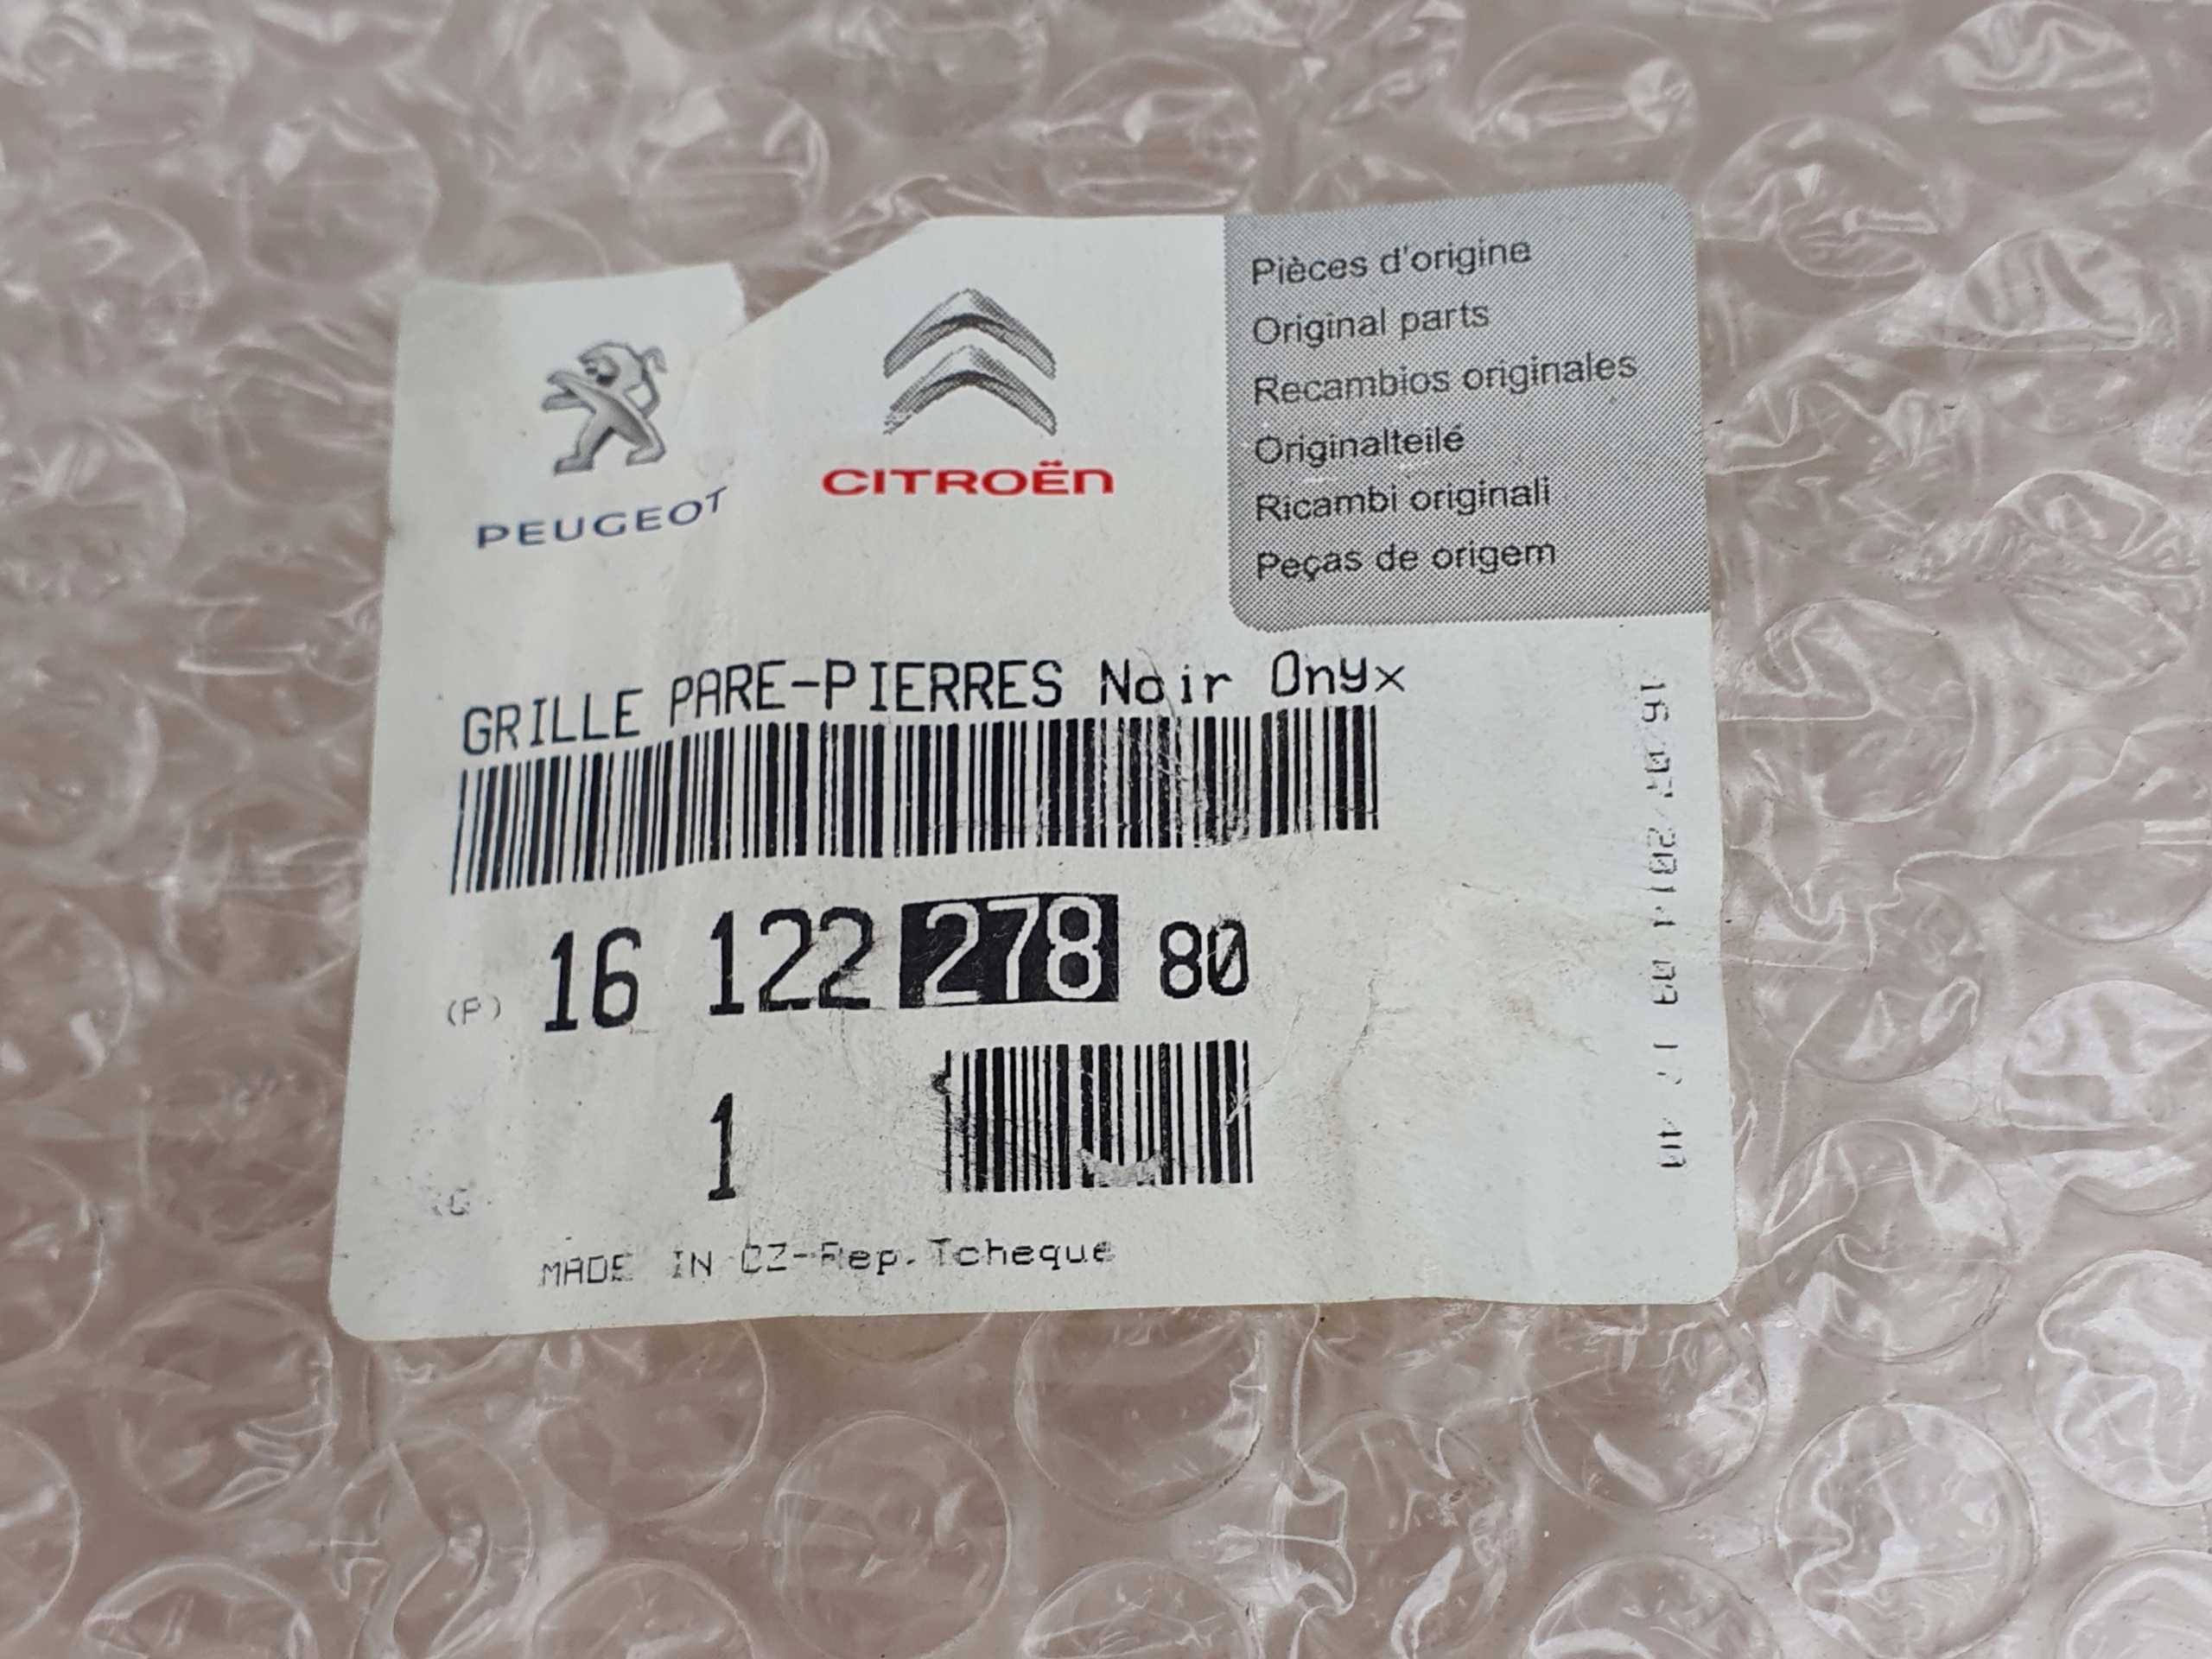 PEUGEOT
CITROËN
Pièces d'origine
Original parts
Recambios originales
Originalteile
Ricambi originali
Peças de origem
GRILLE PARE-PIERRES Noir Onyx
(P) 16 122 278 80
1
MADE IN CZ-Rep.Tcheque